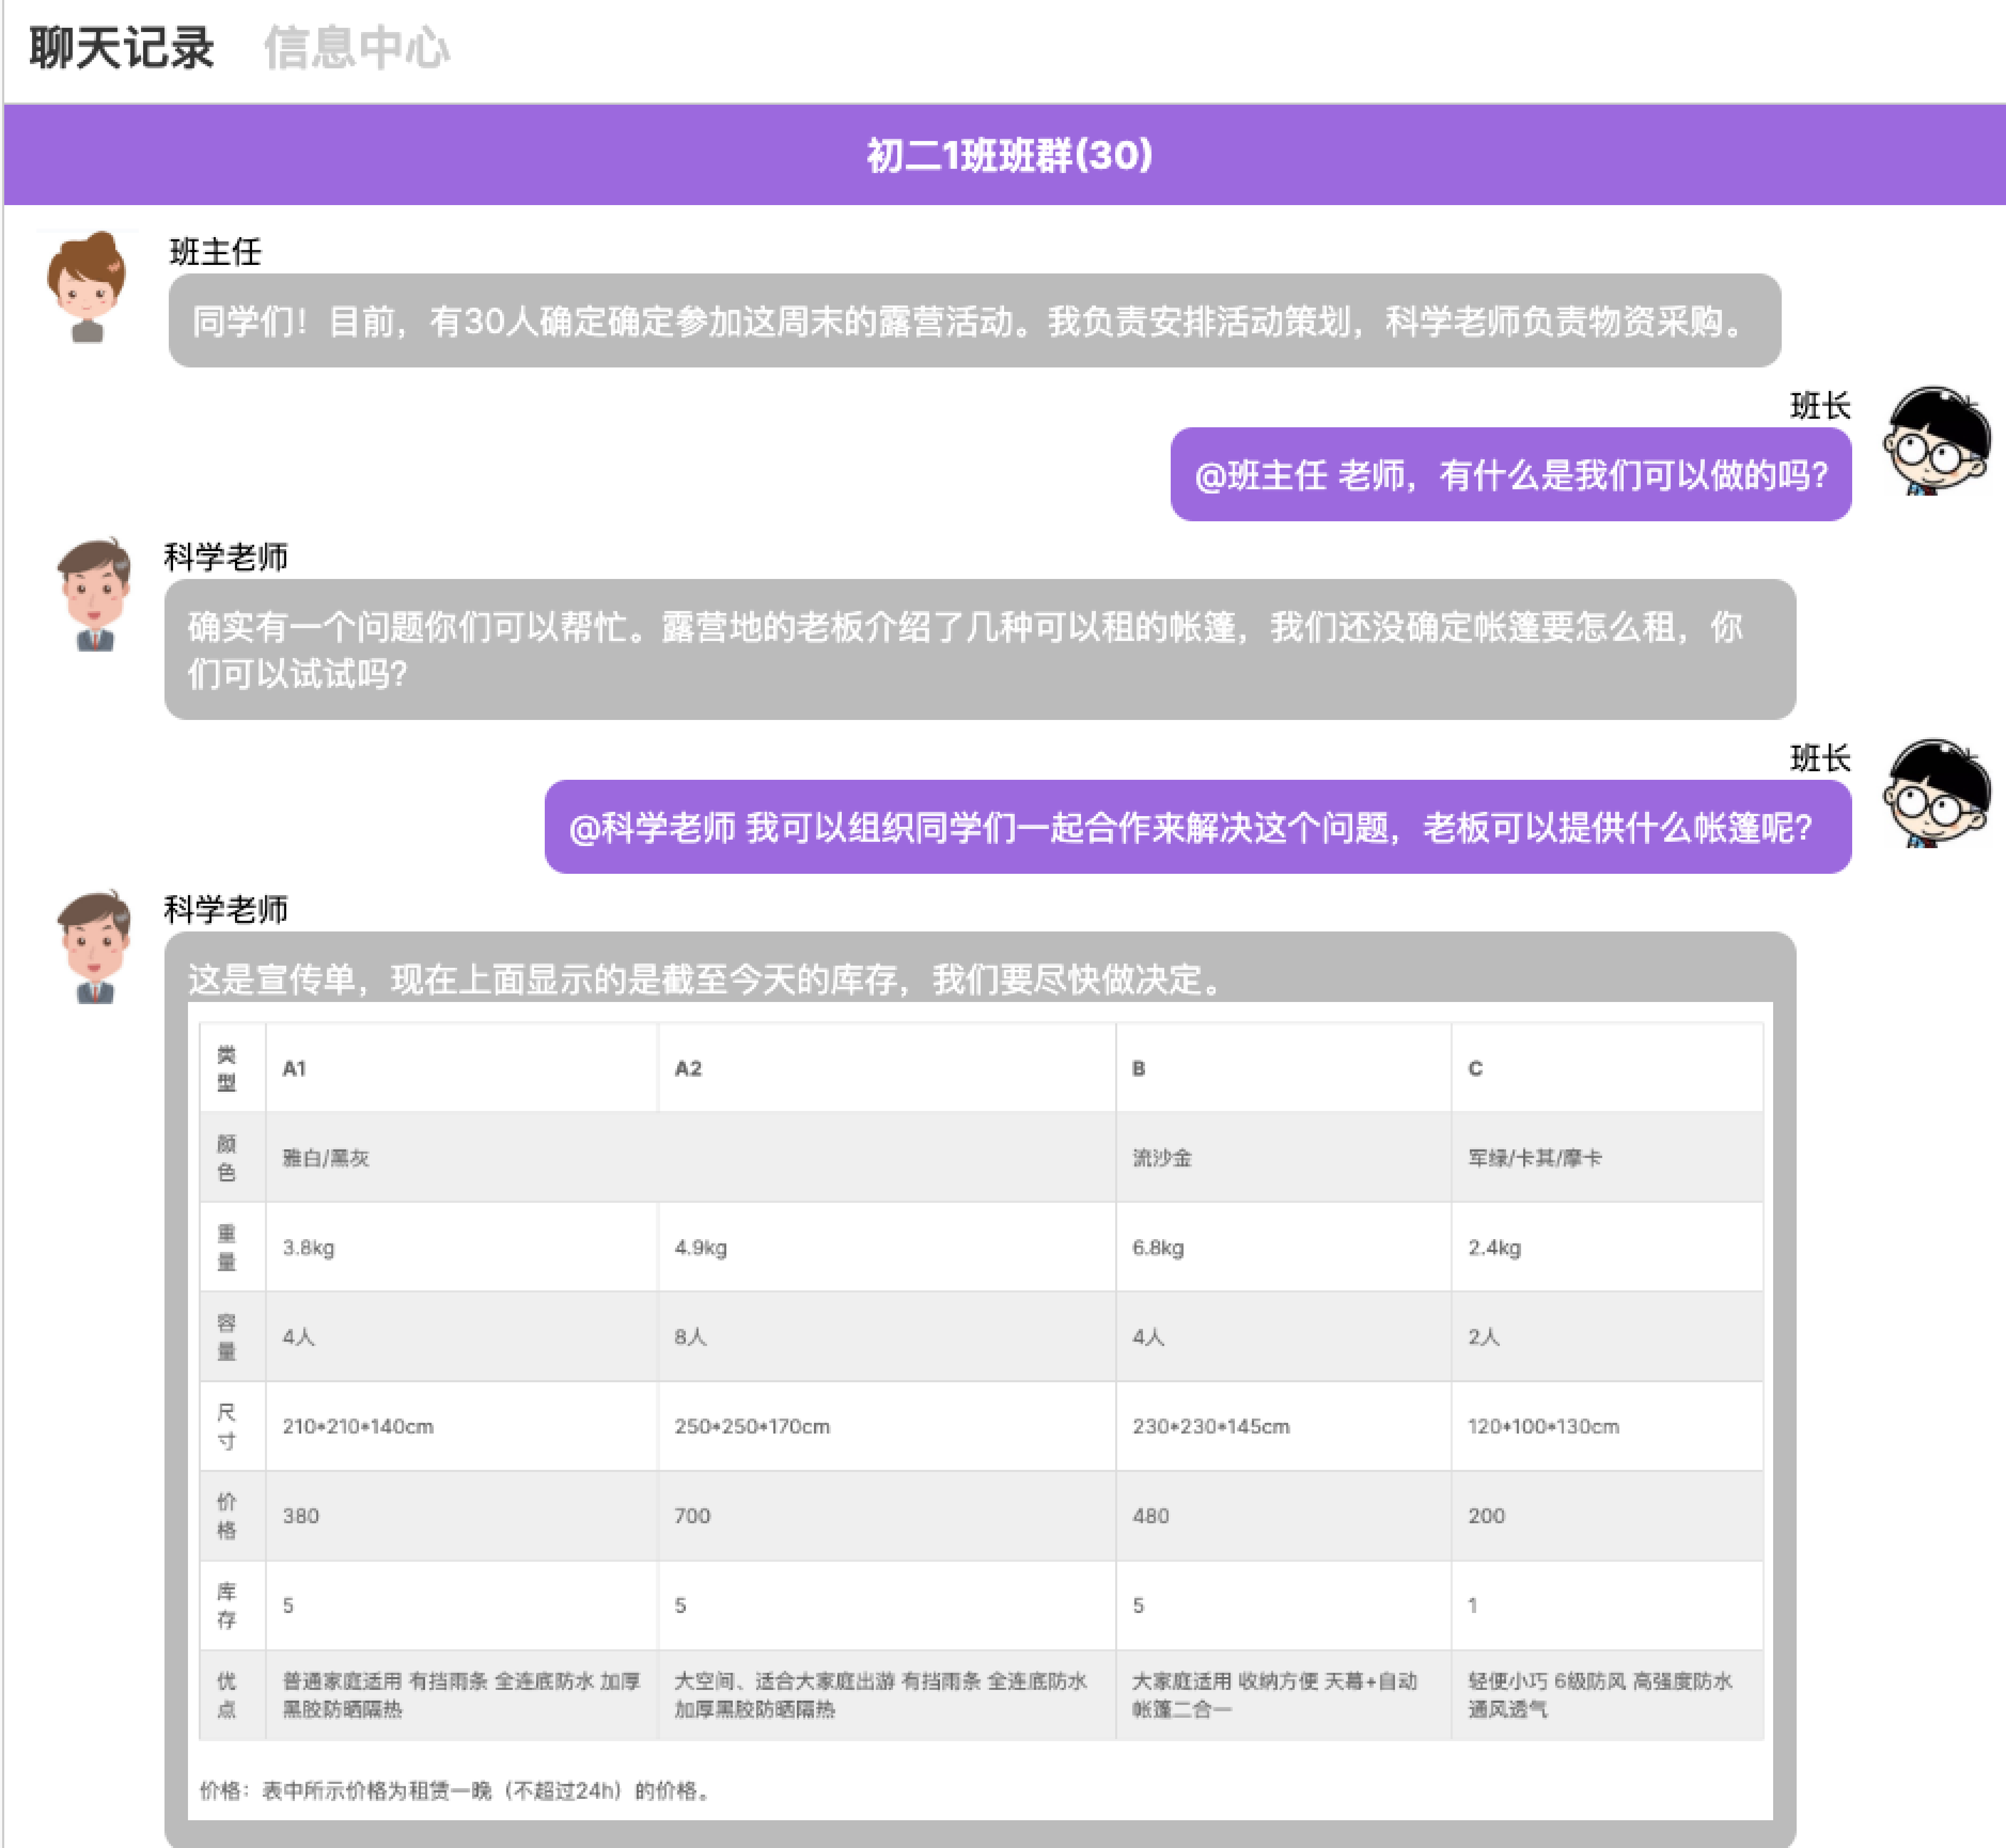 聊天记录 信息中心
初二1班班群(30)
班主任
同学们！目前，有30人确定确定参加这周末的露营活动。我负责安排活动策划，科学老师负责物资采购。
班长
@班主任 老师，有什么是我们可以做的吗?
科学老师
确实有一个问题你们可以帮忙。露营地的老板介绍了几种可以租的帐篷，我们还没确定帐篷要怎么租，你
们可以试试吗?
班长
@科学老师 我可以组织同学们一起合作来解决这个问题，老板可以提供什么帐篷呢?
科学老师
这是宣传单，现在上面显示的是截至今天的库存，我们要尽快做决定。
类型 A1 A2 B C
颜色 雅白/黑灰 流沙金 军绿/卡其/摩卡
重量 3.8kg 4.9kg 6.8kg 2.4kg
容量 4人 8人 4人 2人
尺寸 210*210*140cm 250*250*170cm 230*230*145cm 120*100*130cm
价格 380 700 480 200
库存 5 5 5 1
优点 普通家庭适用 有挡雨条 全连底防水 加厚黑胶防晒隔热 大空间、适合大家庭出游 有挡雨条 全连底防水 加厚黑胶防晒隔热 大家庭适用 收纳方便 天幕+自动帐篷二合一 轻便小巧 6级防风 高强度防水 通风透气
价格：表中所示价格为租赁一晚（不超过24h）的价格。